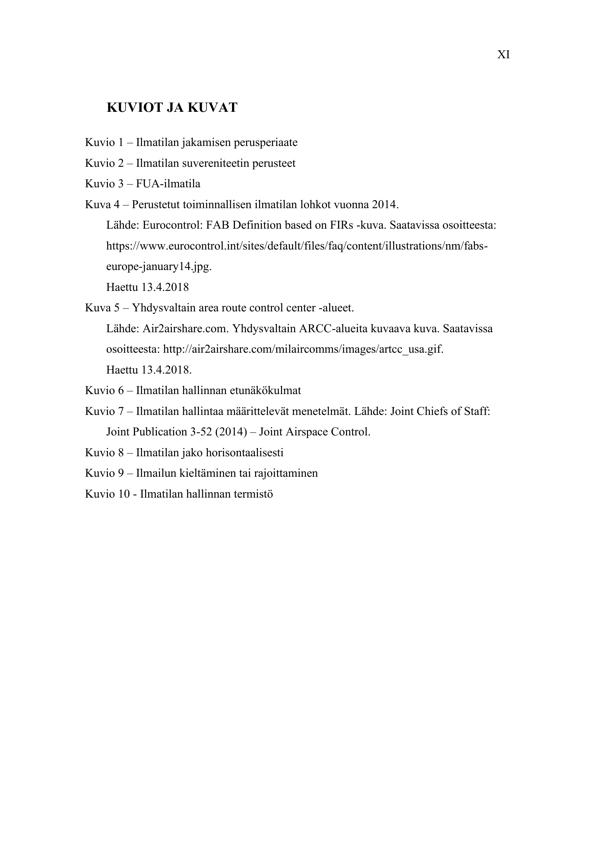 XI
KUVIOT JA KUVAT
Kuvio 1 – Ilmatilan jakamisen perusperiaate
Kuvio 2 – Ilmatilan suvereniteetin perusteet
Kuvio 3 – FUA-ilmatila
Kuva 4 – Perustetut toiminnallisen ilmatilan lohkot vuonna 2014.
Lähde: Eurocontrol: FAB Definition based on FIRs -kuva. Saatavissa osoitteesta:
https://www.eurocontrol.int/sites/default/files/faq/content/illustrations/nm/fabs-
europe-january14.jpg.
Haettu 13.4.2018
Kuva 5 – Yhdysvaltain area route control center -alueet.
Lähde: Air2airshare.com. Yhdysvaltain ARCC-alueita kuvaava kuva. Saatavissa
osoitteesta: http://air2airshare.com/milaircomms/images/artcc_usa.gif.
Haettu 13.4.2018.
Kuvio 6 – Ilmatilan hallinnan etunäkökulmat
Kuvio 7 – Ilmatilan hallintaa määrittelevät menetelmät. Lähde: Joint Chiefs of Staff:
Joint Publication 3-52 (2014) – Joint Airspace Control.
Kuvio 8 – Ilmatilan jako horisontaalisesti
Kuvio 9 – Ilmailun kieltäminen tai rajoittaminen
Kuvio 10 - Ilmatilan hallinnan termistö